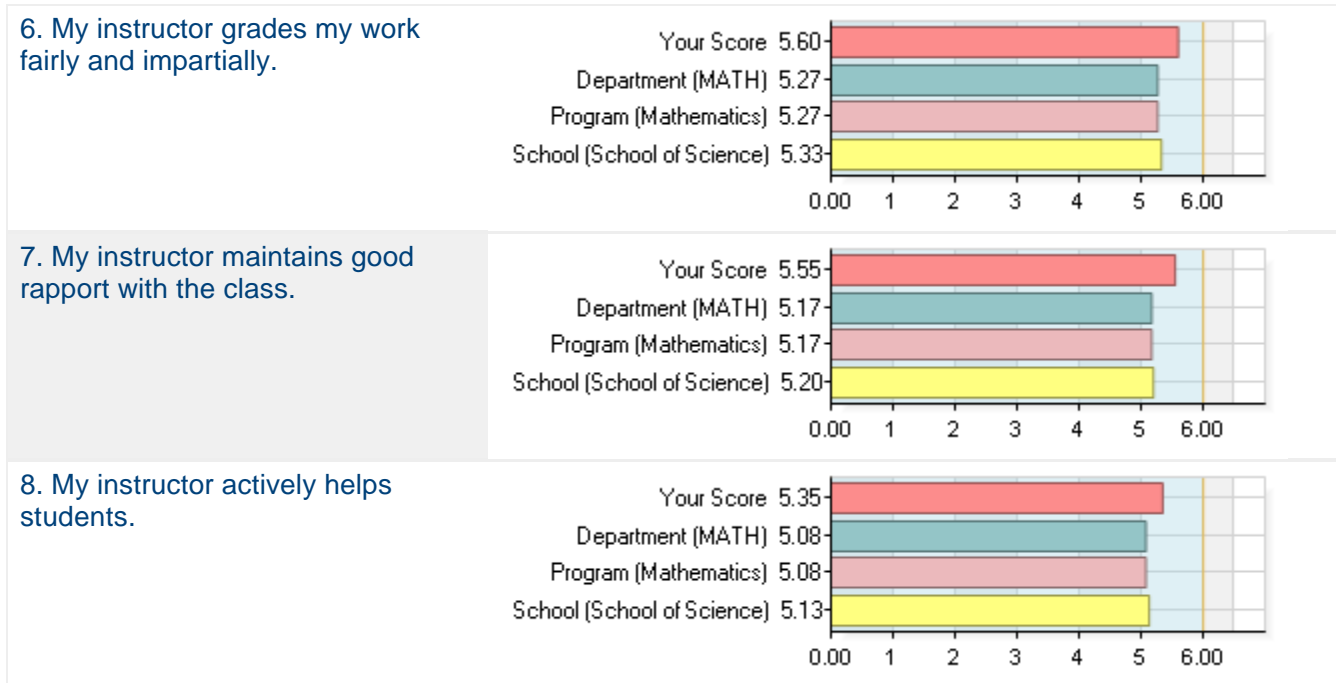 6. My instructor grades my work
fairly and impartially.
Your Score 5.60
Department (MATH) 5.27
Program (Mathematics) 5.27
School (School of Science) 5.33
0.00 1 2 3 4 5 6.00
7. My instructor maintains good
rapport with the class.
Your Score 5.55
Department (MATH) 5.17
Program (Mathematics) 5.17
School (School of Science) 5.20
0.00 1 2 3 4 5 6.00
8. My instructor actively helps
students.
Your Score 5.35
Department (MATH) 5.08
Program (Mathematics) 5.08
School (School of Science) 5.13
0.00 1 2 3 4 5 6.00